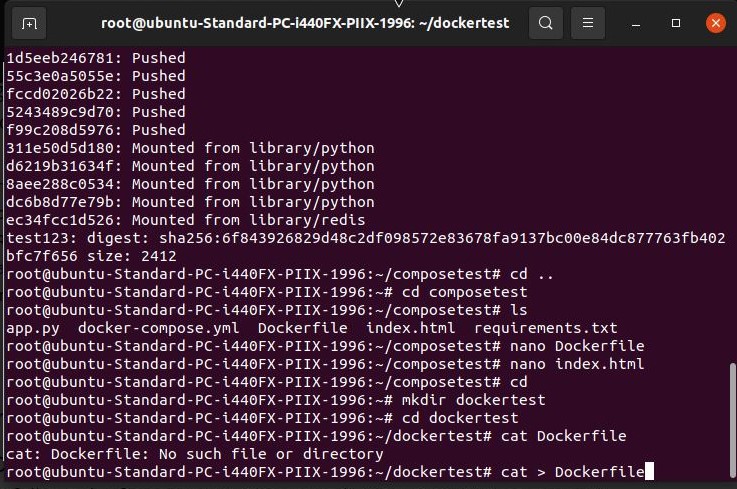 root@ubuntu-Standard-PC-i440FX-PIIX-1996: ~/dockertest
1d5eeb246781: Pushed
55c3e0a5055e: Pushed
fccd02026b22: Pushed
5243489c9d70: Pushed
f99c208d5976: Pushed
311e50d5d180: Mounted from library/python
d6219b31634f: Mounted from library/python
8aee288c0534: Mounted from library/python
dc6b8d77e79b: Mounted from library/python
ec34fcc1d526: Mounted from library/redis
test123: digest: sha256:6f843926829d48c2df098572e83678fa9137bc00e84dc877763fb402
bfc7f656 size: 2412
root@ubuntu-Standard-PC-i440FX-PIIX-1996:~/composetest# cd ..
root@ubuntu-Standard-PC-i440FX-PIIX-1996:~# cd composetest
root@ubuntu-Standard-PC-i440FX-PIIX-1996:~/composetest# ls
app.py  docker-compose.yml  Dockerfile  index.html  requirements.txt
root@ubuntu-Standard-PC-i440FX-PIIX-1996:~/composetest# nano Dockerfile
root@ubuntu-Standard-PC-i440FX-PIIX-1996:~/composetest# nano index.html
root@ubuntu-Standard-PC-i440FX-PIIX-1996:~/composetest# cd
root@ubuntu-Standard-PC-i440FX-PIIX-1996:~# mkdir dockertest
root@ubuntu-Standard-PC-i440FX-PIIX-1996:~# cd dockertest
root@ubuntu-Standard-PC-i440FX-PIIX-1996:~/dockertest# cat Dockerfile
cat: Dockerfile: No such file or directory
root@ubuntu-Standard-PC-i440FX-PIIX-1996:~/dockertest# cat > Dockerfile